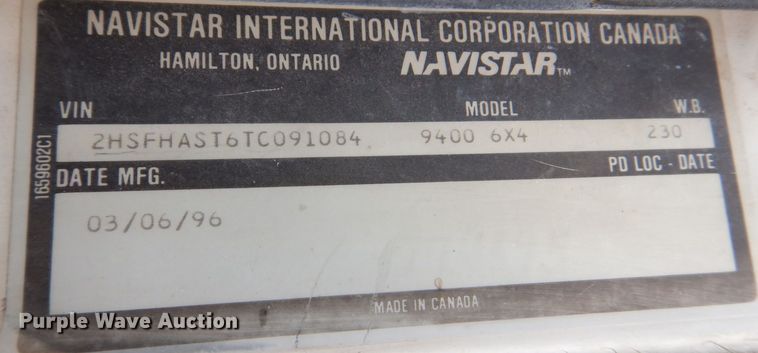 NAVISTAR INTERNATIONAL CORPORATION CANADA
HAMILTON, ONTARIO NAVISTAR™
VIN MODEL W.B.
2HSFHAST6TC091084 9400 6X4 230
DATE MFG. PD LOC - DATE
1659602C1
03/06/96
MADE IN CANADA
Purple Wave Auction